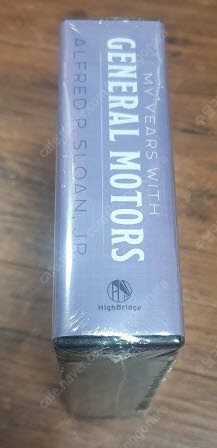 MY YEARS WITH
GENERAL MOTORS
ALFRED P. SLOAN, JR
HighBridge